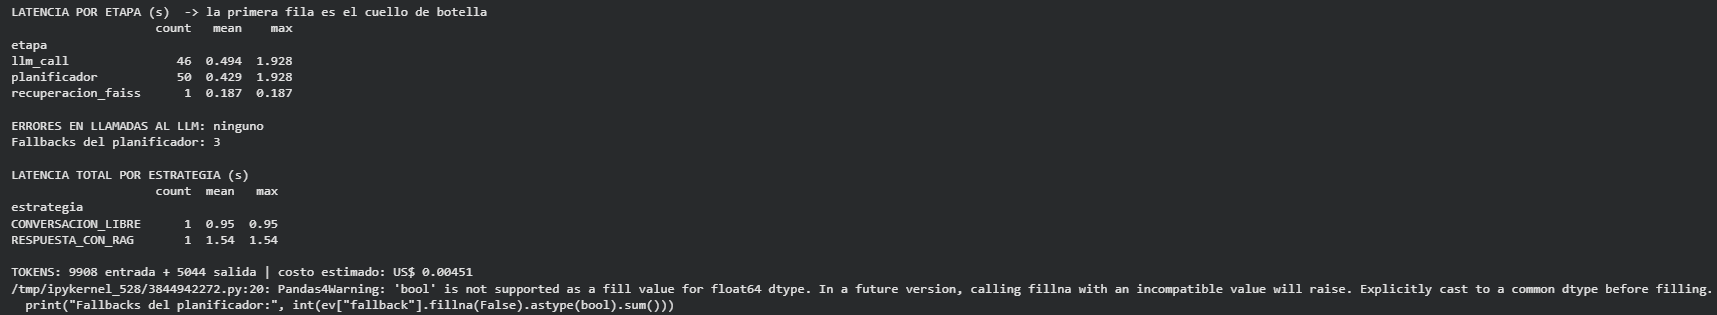 LATENCIA POR ETAPA (s)  -> la primera fila es el cuello de botella
                    count   mean    max
etapa
llm_call               46  0.494  1.928
planificador           50  0.429  1.928
recuperacion_faiss      1  0.187  0.187

ERRORES EN LLAMADAS AL LLM: ninguno
Fallbacks del planificador: 3

LATENCIA TOTAL POR ESTRATEGIA (s)
                    count  mean   max
estrategia
CONVERSACION_LIBRE      1  0.95  0.95
RESPUESTA_CON_RAG       1  1.54  1.54

TOKENS: 9908 entrada + 5044 salida | costo estimado: US$ 0.00451
/tmp/ipykernel_528/3844942272.py:20: Pandas4Warning: 'bool' is not supported as a fill value for float64 dtype. In a future version, calling fillna with an incompatible value will raise. Explicitly cast to a common dtype before filling.
  print("Fallbacks del planificador:", int(ev["fallback"].fillna(False).astype(bool).sum()))